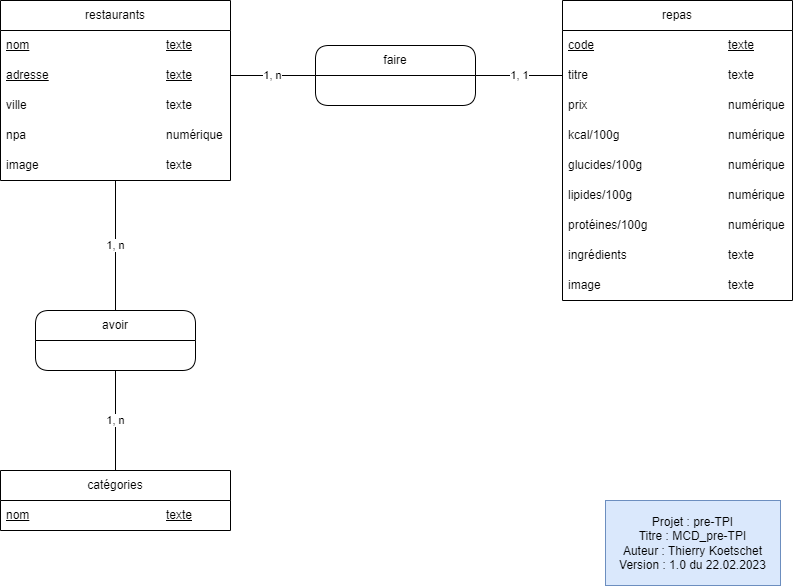 restaurants
nom texte
adresse texte
ville texte
npa numérique
image texte
1, n
faire
1, 1
repas
code texte
titre texte
prix numérique
kcal/100g numérique
glucides/100g numérique
lipides/100g numérique
protéines/100g numérique
ingrédients texte
image texte
1, n
avoir
1, n
catégories
nom texte
Projet : pre-TPI
Titre : MCD_pre-TPI
Auteur : Thierry Koetschet
Version : 1.0 du 22.02.2023